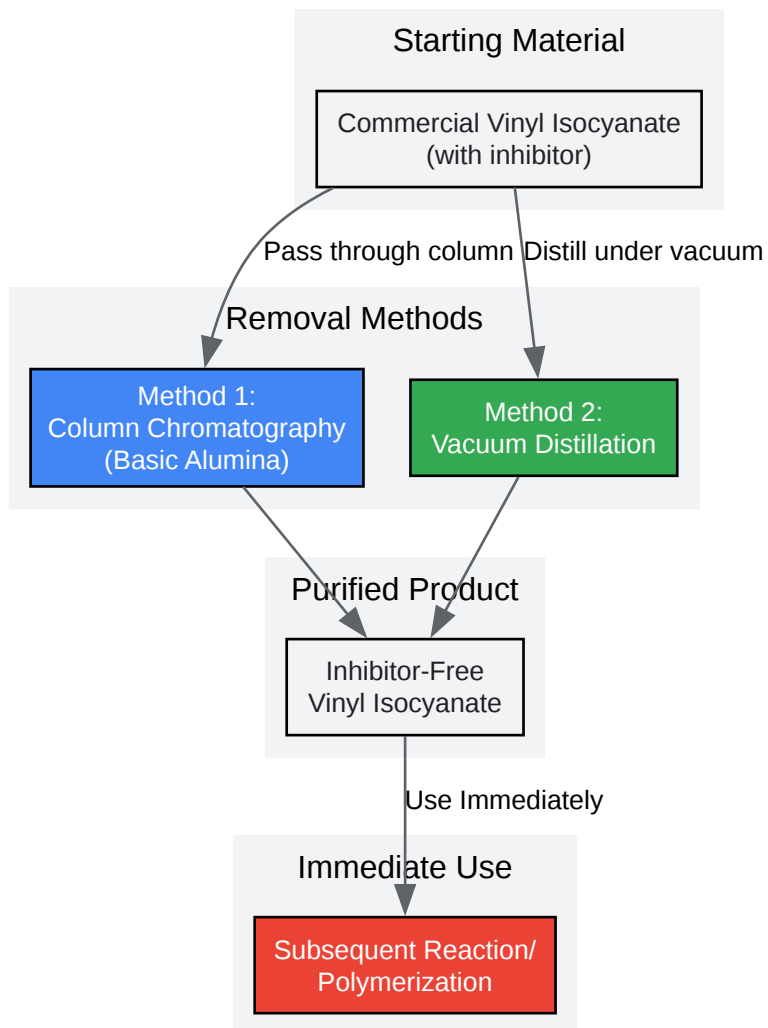 Starting Material
Commercial Vinyl Isocyanate
(with inhibitor)
Pass through column
Distill under vacuum
Removal Methods
Method 1:
Column Chromatography
(Basic Alumina)
Method 2:
Vacuum Distillation
Purified Product
Inhibitor-Free
Vinyl Isocyanate
Use Immediately
Immediate Use
Subsequent Reaction/
Polymerization